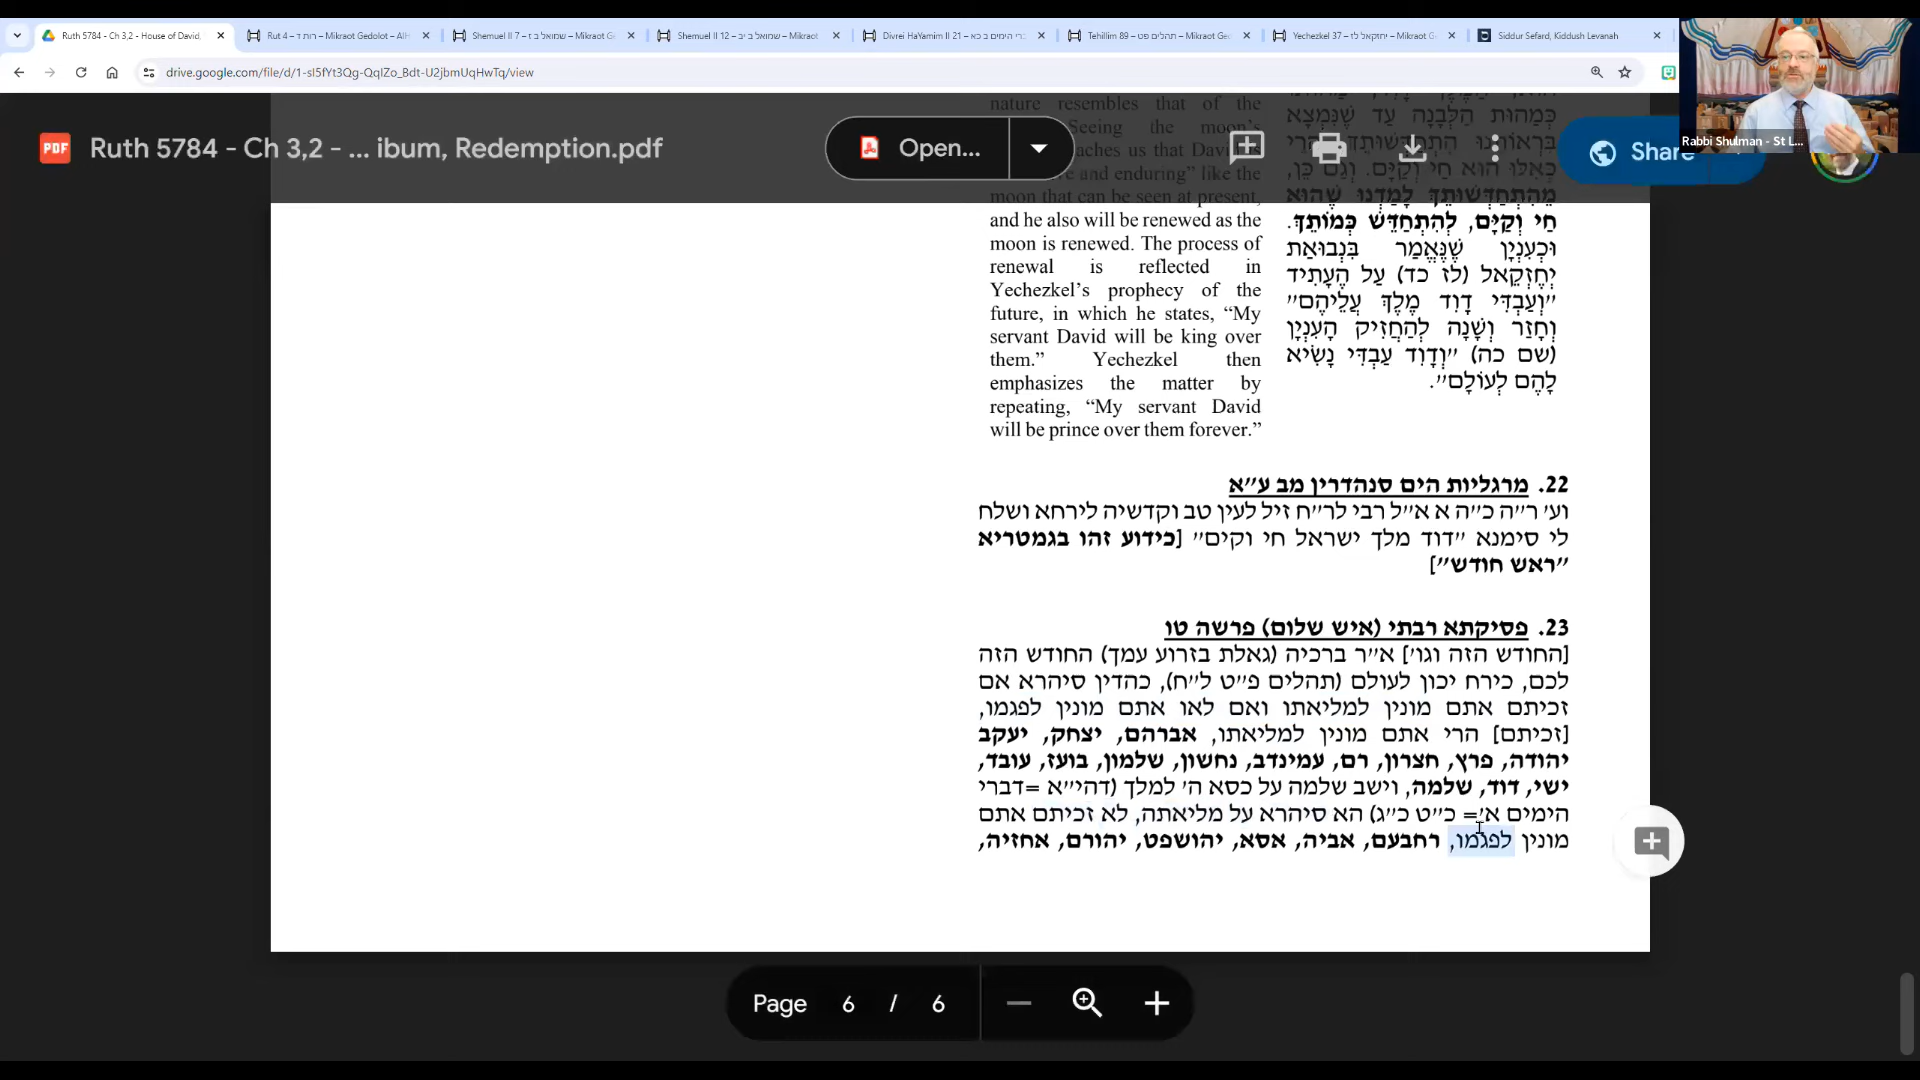 Ruth 5784 - Ch 3,2 - House of David,
Rut 4 – רות ד – Mikraot Gedolot – AlH
Shemuel II 7 – שמואל ב ז – Mikraot G
Shemuel II 12 – שמואל ב יב – Mikraot
Divrei HaYamim II 21 –
Tehillim 89 – תהלים פט – Mikraot Ge
Yechezkel 37 – יחזקאל לז – Mikraot G
Siddur Sefard, Kiddush Levanah
drive.google.com/file/d/1-sI5fYt3Qg-QqIZo_Bdt-U2jbmUqHwTq/view
Rabbi Shulman - St L...
PDF
Ruth 5784 - Ch 3,2 - ... ibum, Redemption.pdf
Open...
Share
nature resembles that of the
Seeing the moon's
aches us that David
e and enduring” like the
moon that can be seen at present,
and he also will be renewed as the
moon is renewed. The process of
renewal is reflected in
Yechezkel’s prophecy of the
future, in which he states, “My
servant David will be king over
them.” Yechezkel then
emphasizes the matter by
repeating, “My servant David
will be prince over them forever.”
כְּמַהוּת הַלְּבָנָה עַד שֶׁנִּמְצָא
כְּאִלּוּ הוּא חַי וְקַיָּם. וְגַם כֵּן,
מֵהִתְחַדְּשׁוּתֵךְ לָמַדְנוּ שֶׁהוּא
חַי וְקַיָּם, לְהִתְחַדֵּשׁ כְּמוֹתֵךְ.
וּכְעִנְיָן שֶׁנֶּאֱמַר בִּנְבוּאַת
יְחֶזְקֵאל (לז כד) עַל הֶעָתִיד
״וְעַבְדִּי דָוִד מֶלֶךְ עֲלֵיהֶם״
וְחָזַר וְשָׁנָה לְהַחֲזִיק הָעִנְיָן
(שם כה) ״וְדָוִד עַבְדִּי נָשִׂיא
לָהֶם לְעוֹלָם״.
22. מרגליות הים סנהדרין מב ע״א
וע׳ ר״ה כ״ה א א״ל רבי לר״ח זיל לעין טב וקדשיה לירחא ושלח
לי סימנא ״דוד מלך ישראל חי וקים״ [כידוע זהו בגמטריא
״ראש חודש״]
23. פסיקתא רבתי (איש שלום) פרשה טו
[החודש הזה וגו׳] א״ר ברכיה (גאלת בזרוע עמך) החודש הזה
לכם, כירח יכון לעולם (תהלים פ״ט ל״ח), כהדין סיהרא אם
זכיתם אתם מונין למליאתו ואם לאו אתם מונין לפגמו,
[זכיתם] הרי אתם מונין למליאתו, אברהם, יצחק, יעקב
יהודה, פרץ, חצרון, רם, עמינדב, נחשון, שלמון, בועז, עובד,
ישי, דוד, שלמה, וישב שלמה על כסא ה׳ למלך (דהי״א =דברי
הימים א׳= כ״ט כ״ג) הא סיהרא על מליאתה, לא זכיתם אתם
מונין לפגמו, רחבעם, אביה, אסא, יהושפט, יהורם, אחזיה,
Page 6 / 6